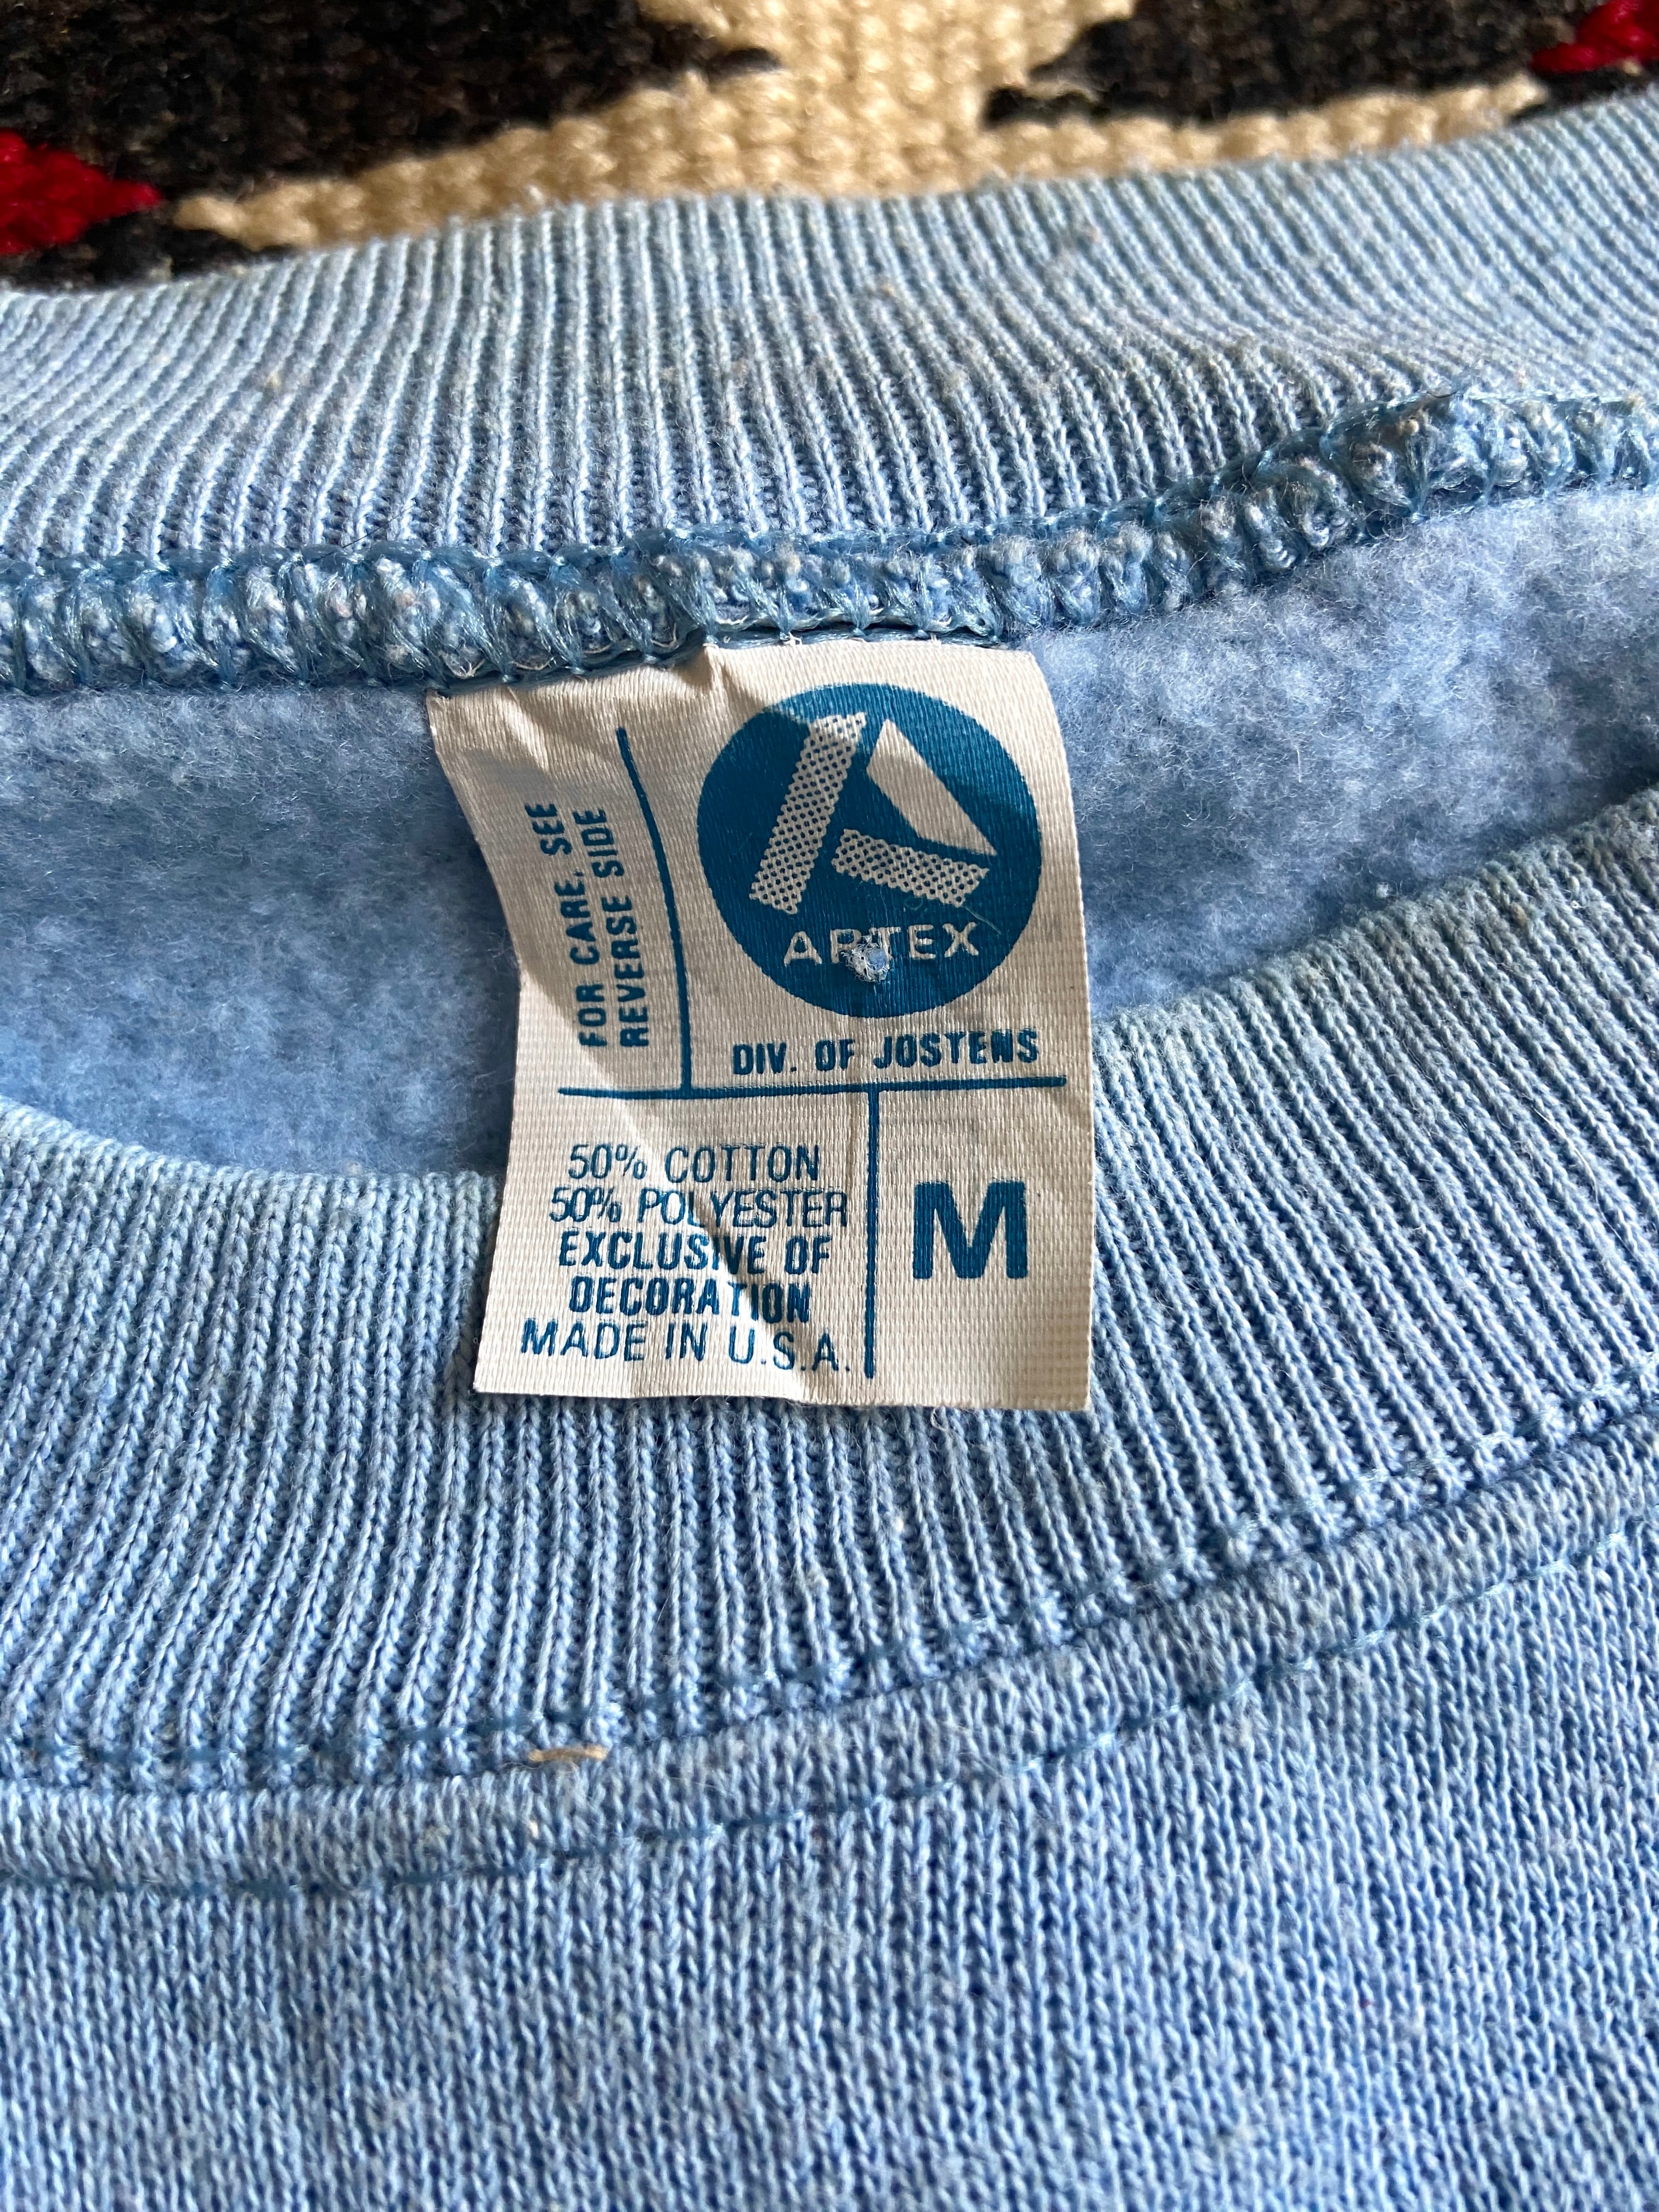 FOR CARE, SEE
REVERSE SIDE
ARTEX
DIV. OF JOSTENS
50% COTTON
50% POLYESTER
EXCLUSIVE OF
DECORATION
MADE IN U.S.A.
M